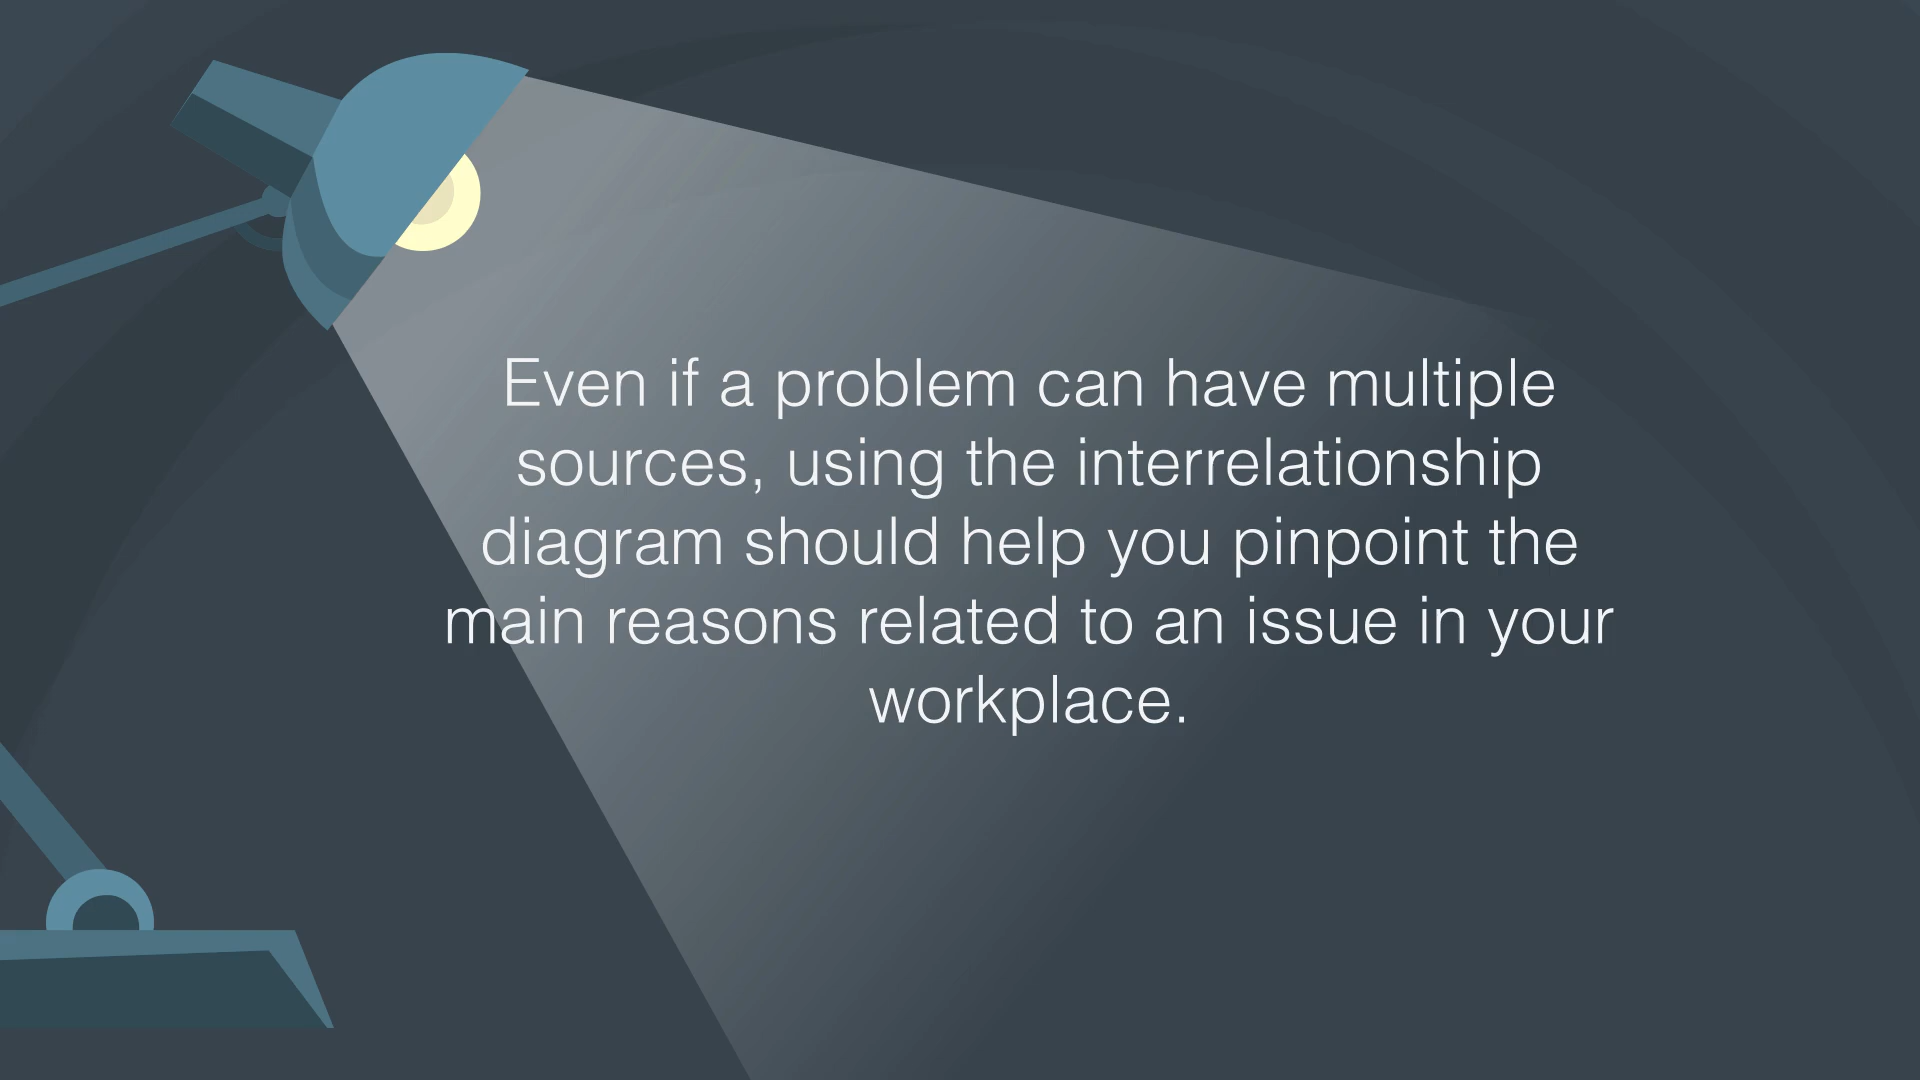 Even if a problem can have multiple
sources, using the interrelationship
diagram should help you pinpoint the
main reasons related to an issue in your
workplace.